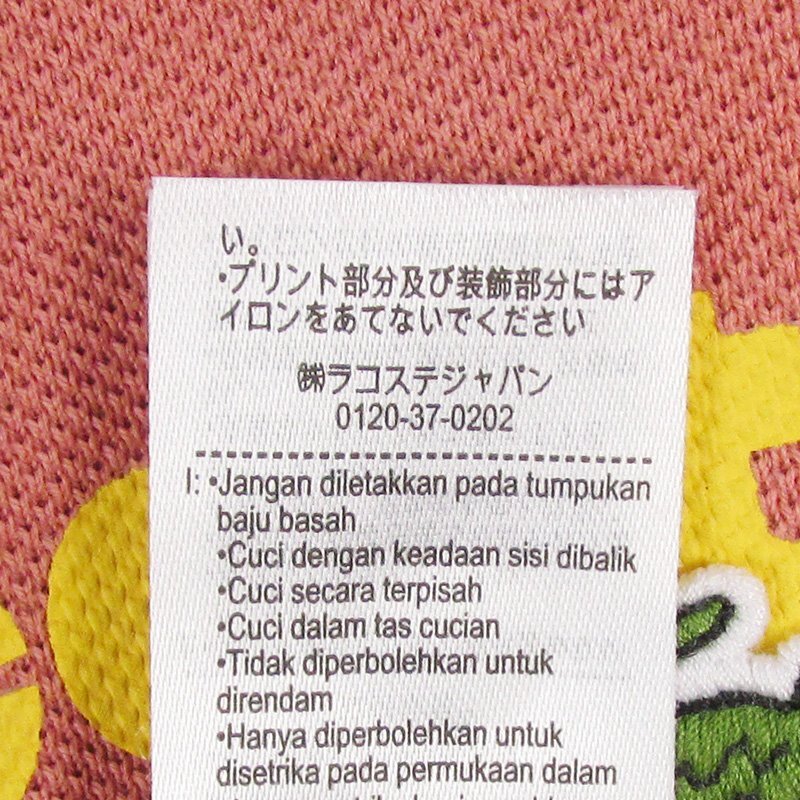 い。
•プリント部分及び装飾部分にはア
イロンをあてないでください
㈱ラコステジャパン
0120-37-0202
I: •Jangan diletakkan pada tumpukan
baju basah
•Cuci dengan keadaan sisi dibalik
•Cuci secara terpisah
•Cuci dalam tas cucian
•Tidak diperbolehkan untuk
direndam
•Hanya diperbolehkan untuk
disetrika pada permukaan dalam